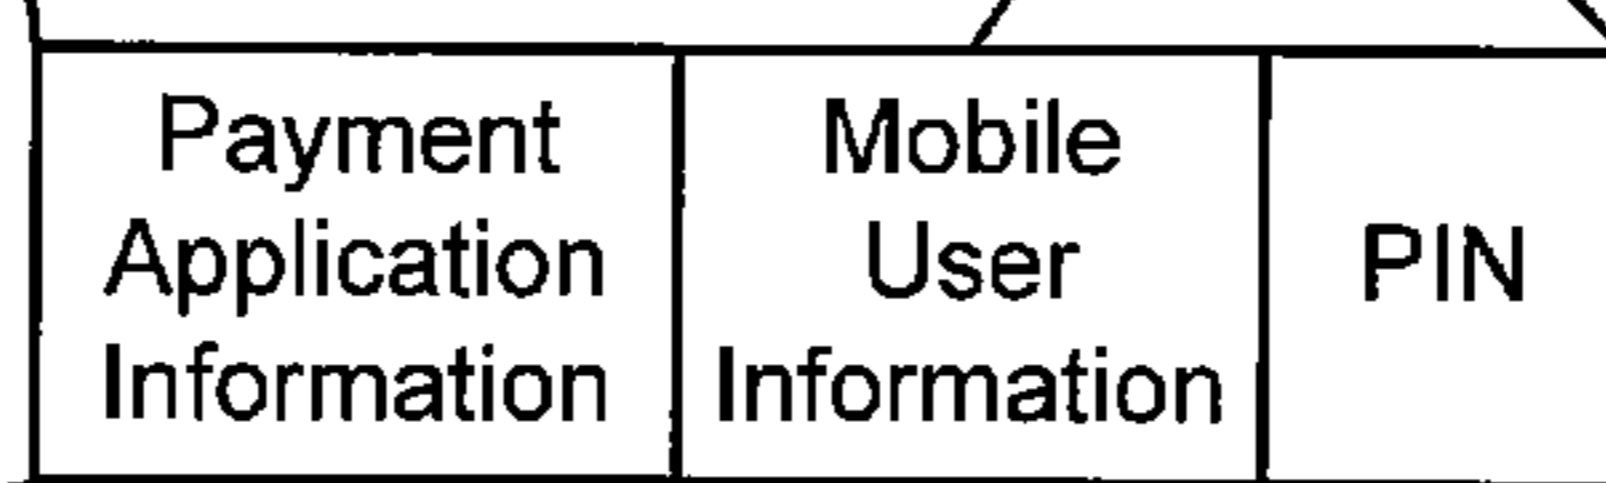 Payment
Application
Information
Mobile
User
Information
PIN